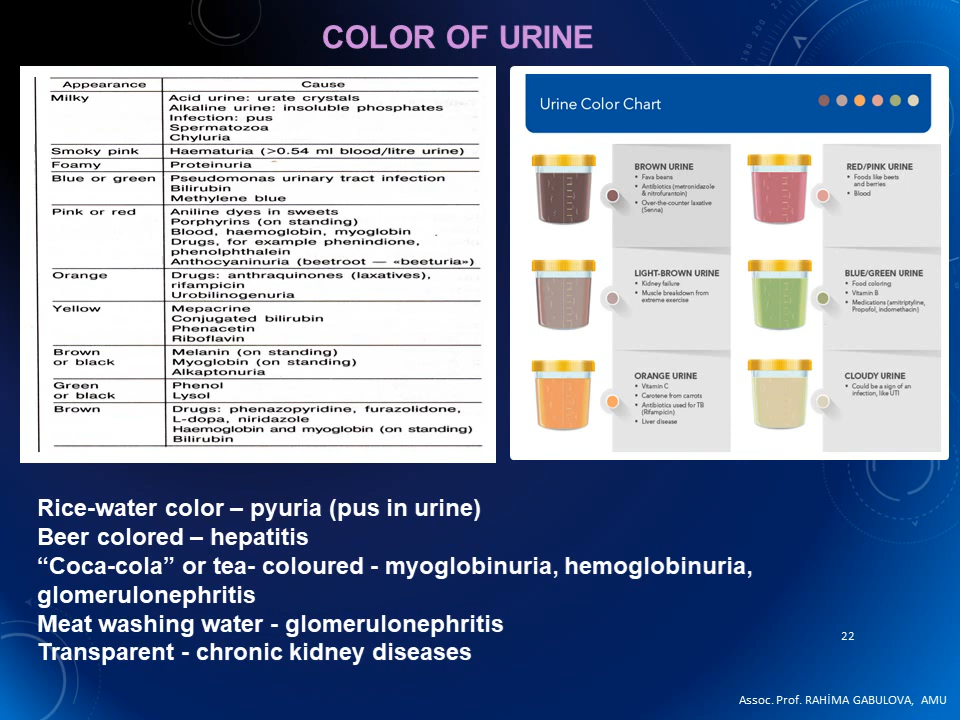 COLOR OF URINE
Appearance Cause
Milky Acid urine: urate crystals
Alkaline urine: insoluble phosphates
Infection: pus
Spermatozoa
Chyluria
Smoky pink Haematuria (>0.54 ml blood/litre urine)
Foamy Proteinuria
Blue or green Pseudomonas urinary tract infection
Bilirubin
Methylene blue
Pink or red Aniline dyes in sweets
Porphyrins (on standing)
Blood, haemoglobin, myoglobin
Drugs, for example phenindione,
phenolphthalein
Anthocyaninuria (beetroot — «beeturia»)
Orange Drugs: anthraquinones (laxatives),
rifampicin
Urobilinogenuria
Yellow Mepacrine
Conjugated bilirubin
Phenacetin
Riboflavin
Brown Melanin (on standing)
or black Myoglobin (on standing)
Alkaptonuria
Green Phenol
or black Lysol
Brown Drugs: phenazopyridine, furazolidone,
L-dopa, niridazole
Haemoglobin and myoglobin (on standing)
Bilirubin
Urine Color Chart
BROWN URINE
• Fava beans
• Antibiotics (metronidazole
& nitrofurantoin)
• Over-the-counter laxative
(Senna)
RED/PINK URINE
• Foods like beets
and berries
• Blood
LIGHT-BROWN URINE
• Kidney failure
• Muscle breakdown from
extreme exercise
BLUE/GREEN URINE
• Food coloring
• Vitamin B
• Medications (amitriptyline,
Propofol, indomethacin)
ORANGE URINE
• Vitamin C
• Carotene from carrots
• Antibiotics used for TB
(Rifampicin)
• Liver disease
CLOUDY URINE
• Could be a sign of an
infection, like UTI
Rice-water color – pyuria (pus in urine)
Beer colored – hepatitis
“Coca-cola” or tea- coloured - myoglobinuria, hemoglobinuria,
glomerulonephritis
Meat washing water - glomerulonephritis
Transparent - chronic kidney diseases
22
Assoc. Prof. RAHİMA GABULOVA, AMU